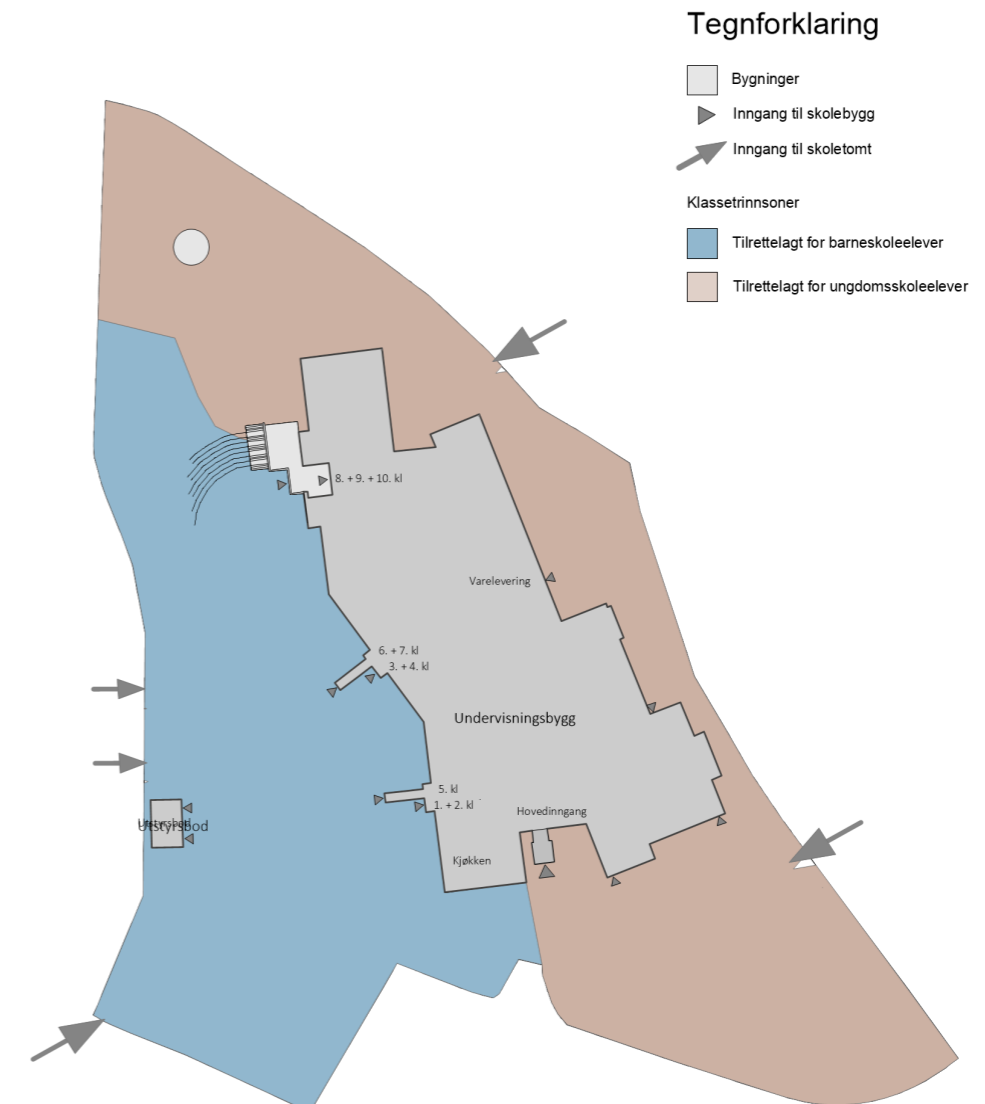 Tegnforklaring
Bygninger
Inngang til skolebygg
Inngang til skoletomt
Klassetrinnsoner
Tilrettelagt for barneskoleelever
Tilrettelagt for ungdomsskoleelever
8. + 9. + 10. kl
Varelevering
6. + 7. kl
3. + 4. kl
Undervisningsbygg
5. kl
1. + 2. kl
Hovedinngang
Utstyrsbod
Utstyrsbod
Kjøkken